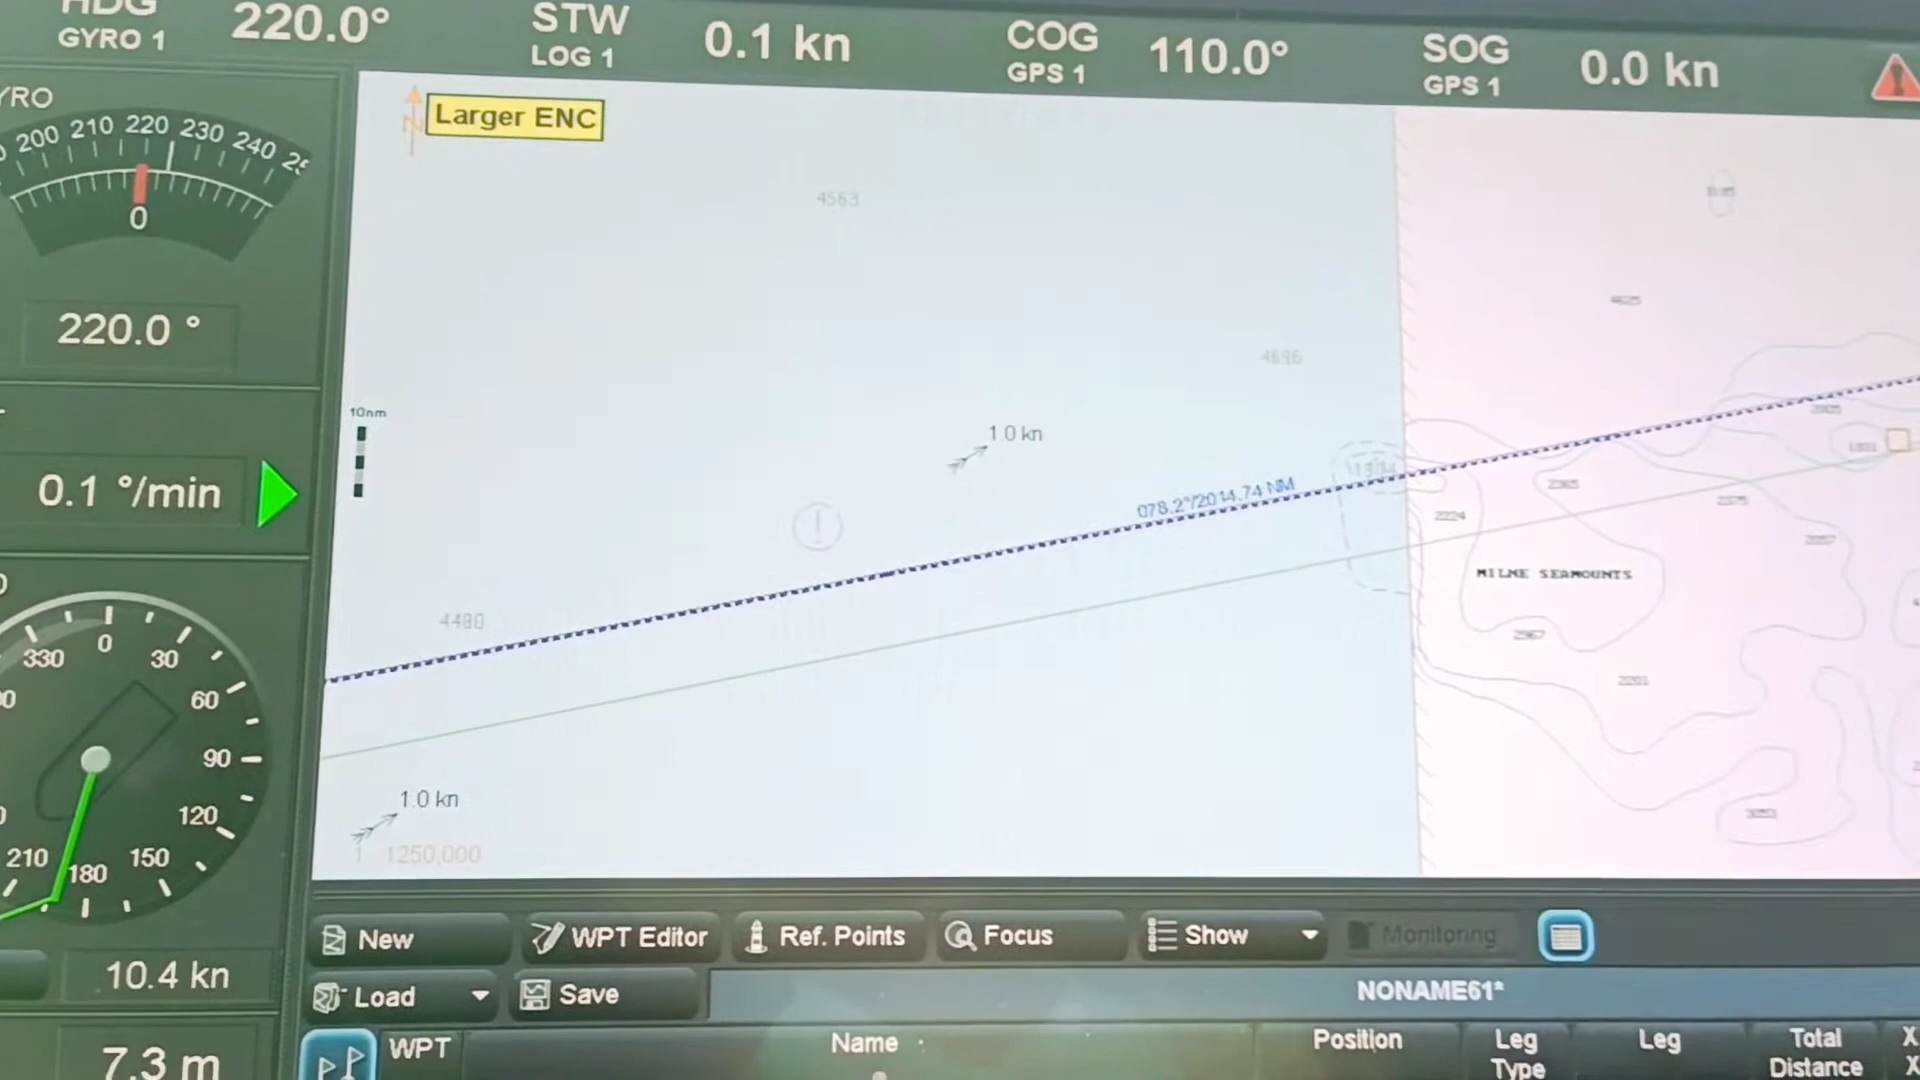 HDG 220.0° STW 0.1 kn COG 110.0° SOG 0.0 kn
GYRO 1 LOG 1 GPS 1 GPS 1
Larger ENC
N
200 210 220 230 240
0
220.0 °
4563
4625
4686
10nm
1.0 kn
0.1 °/min
078.2°/2014.74 NM
2224
MILNE SEAMOUNTS
4480
330 0 30
60
90
120
150
180
210
1.0 kn
1 1250,000
New WPT Editor Ref. Points Focus Show Monitoring
10.4 kn
Load Save NONAME61*
7.3 m
WPT Name Position Leg Type Leg Total Distance